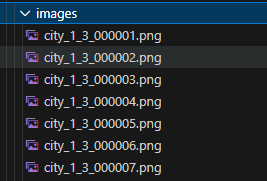 images
city_1_3_000001.png
city_1_3_000002.png
city_1_3_000003.png
city_1_3_000004.png
city_1_3_000005.png
city_1_3_000006.png
city_1_3_000007.png